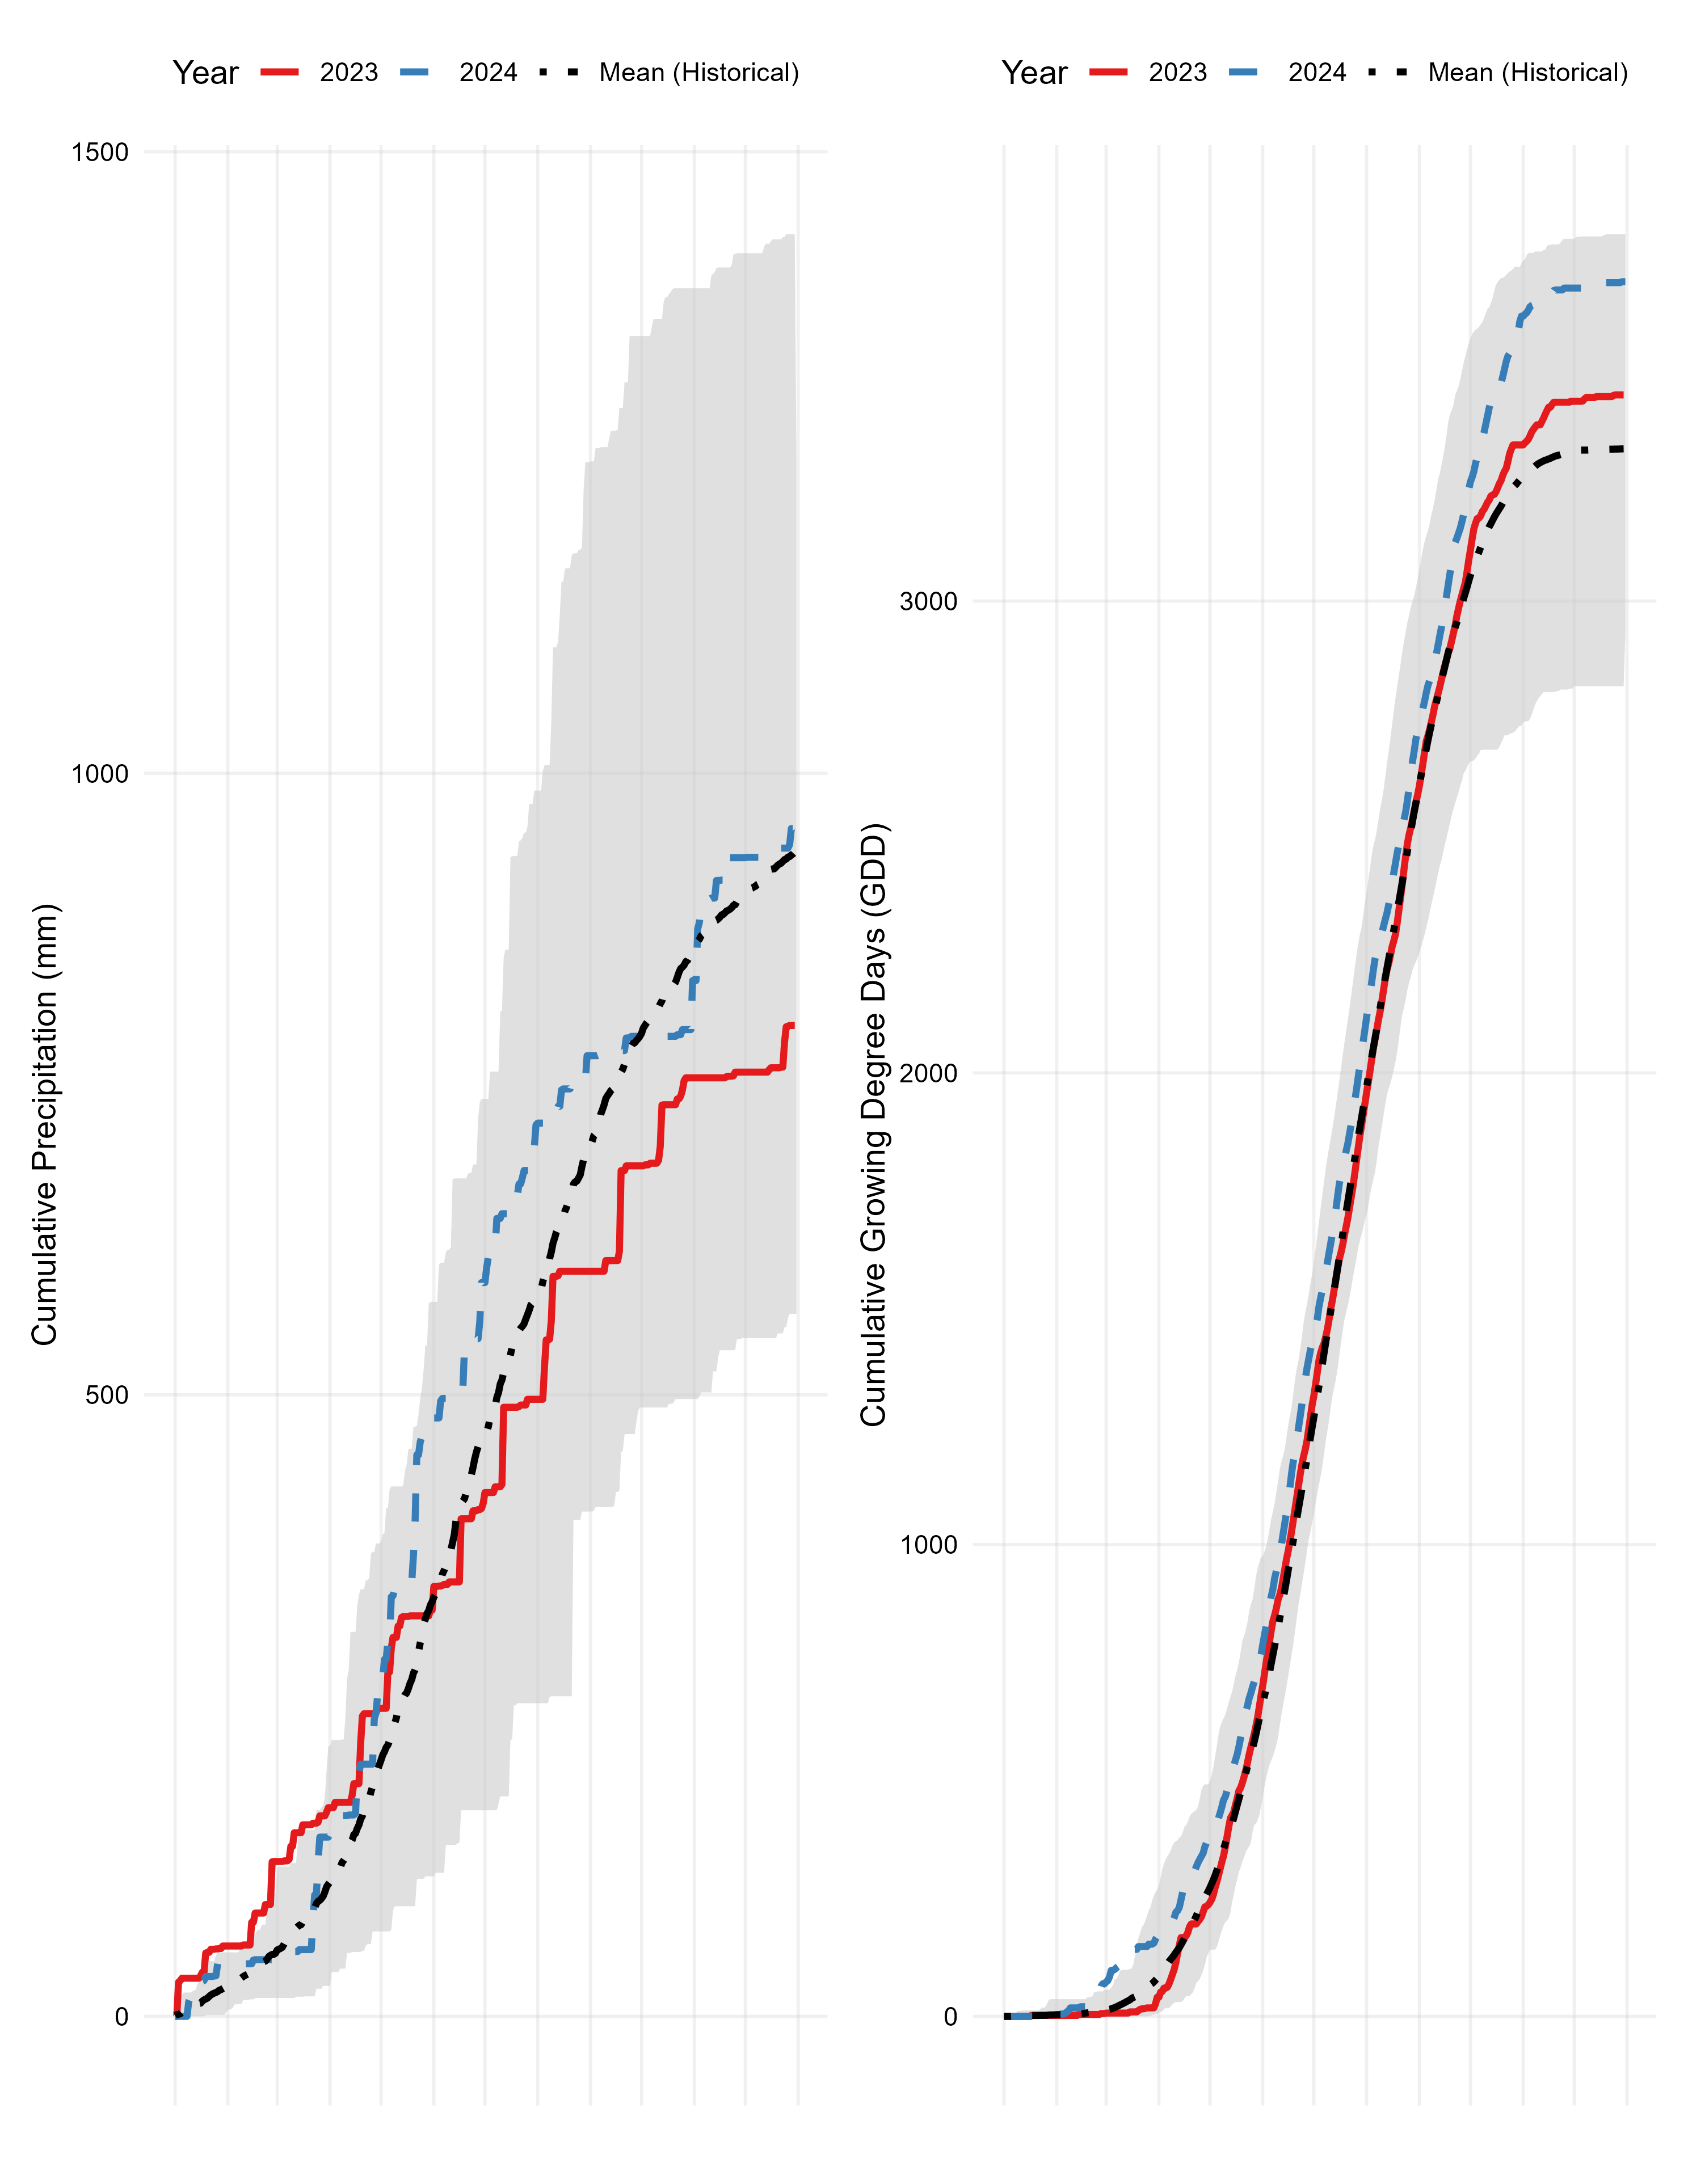 Year 2023 2024 Mean (Historical)
Year 2023 2024 Mean (Historical)
Cumulative Precipitation (mm)
1500
1000
500
0
Cumulative Growing Degree Days (GDD)
3000
2000
1000
0